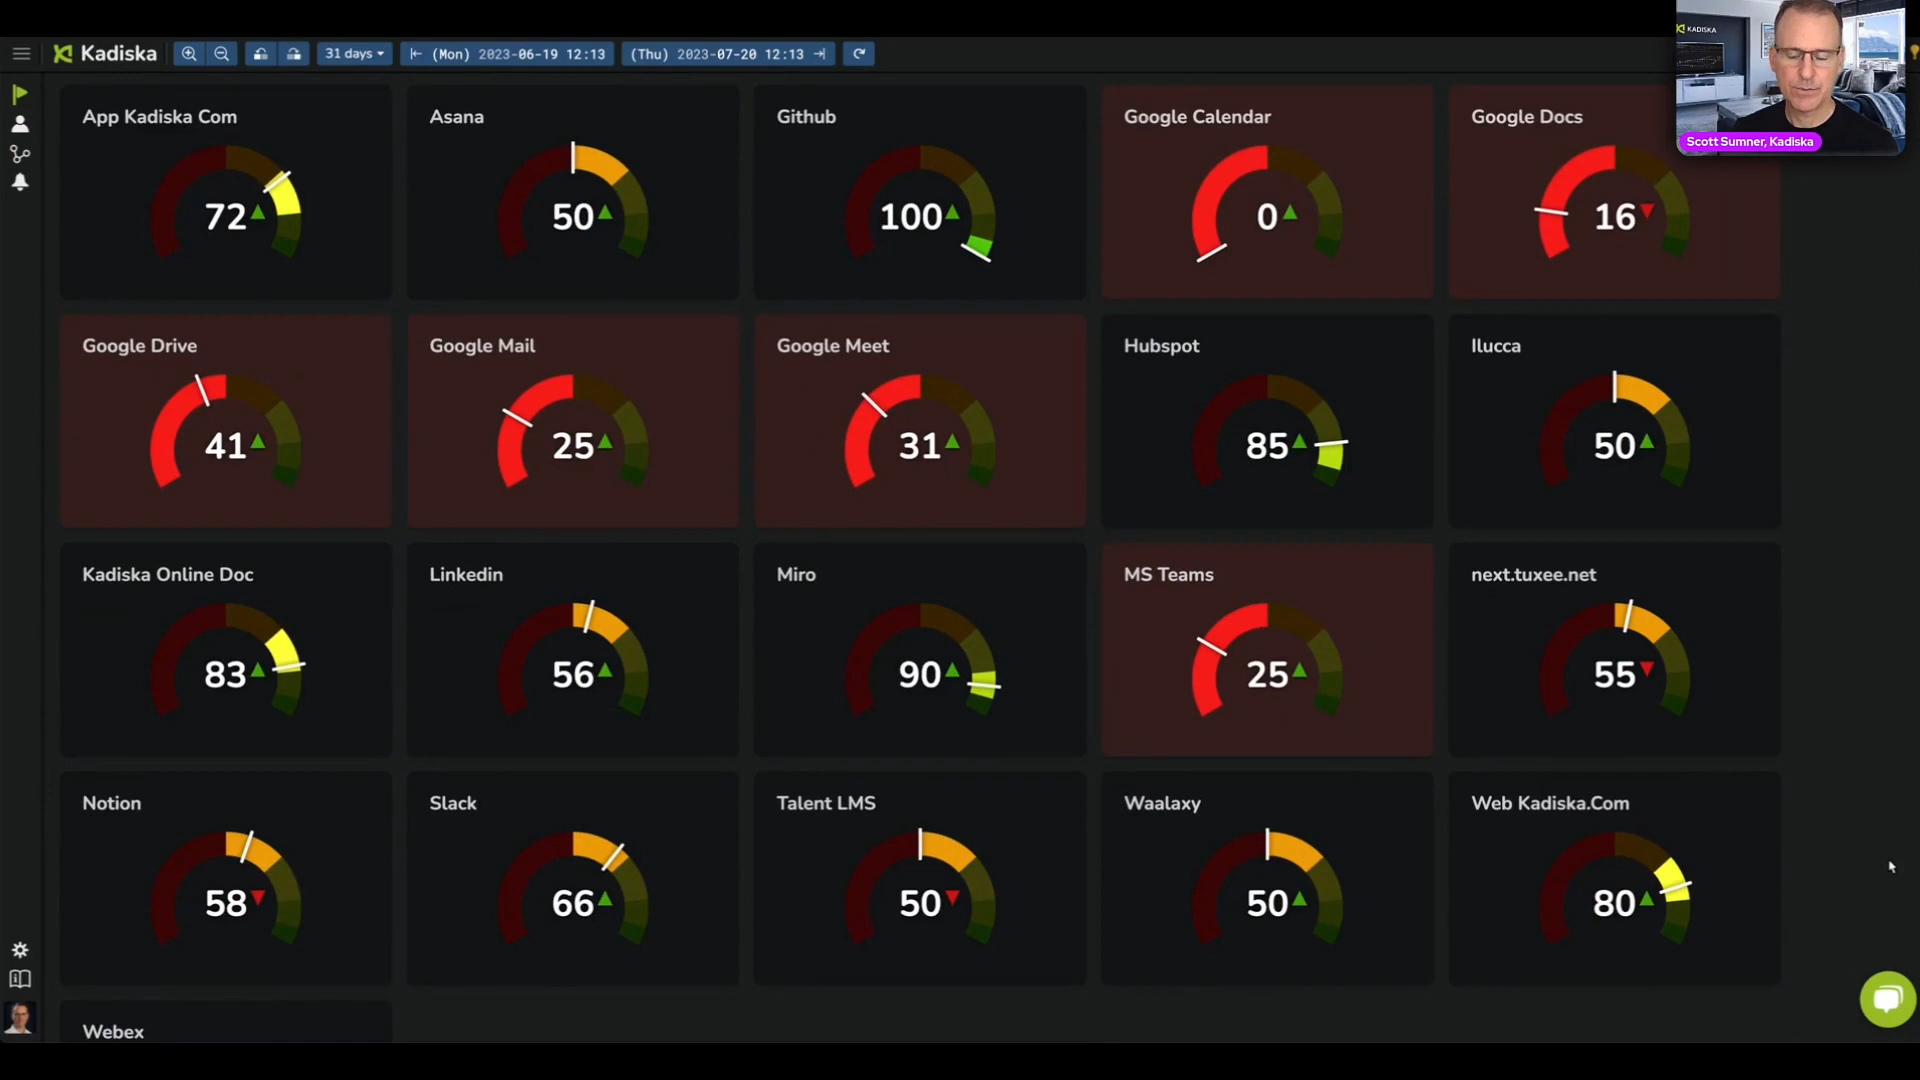 Kadiska
31 days
(Mon) 2023-06-19 12:13
(Thu) 2023-07-20 12:13
KADISKA
Scott Sumner, Kadiska
App Kadiska Com
72
Asana
50
Github
100
Google Calendar
0
Google Docs
16
Google Drive
41
Google Mail
25
Google Meet
31
Hubspot
85
Ilucca
50
Kadiska Online Doc
83
Linkedin
56
Miro
90
MS Teams
25
next.tuxee.net
55
Notion
58
Slack
66
Talent LMS
50
Waalaxy
50
Web Kadiska.Com
80
Webex